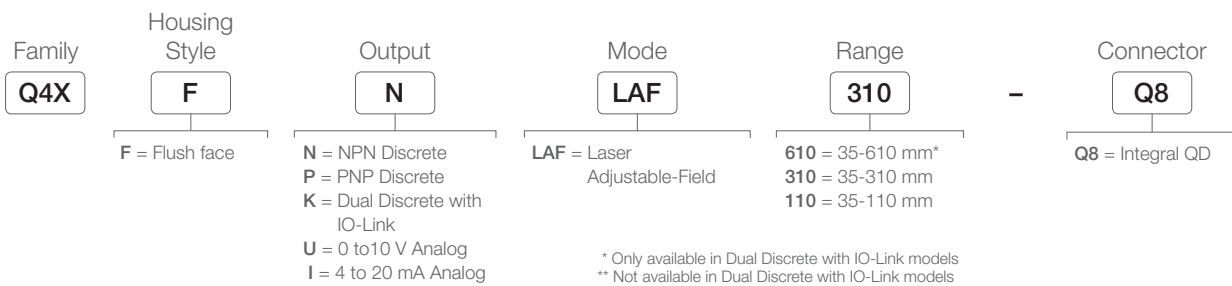 Family
Housing
Style
Output
Mode
Range
Connector
Q4X
F
N
LAF
310
–
Q8
F = Flush face
N = NPN Discrete
P = PNP Discrete
K = Dual Discrete with
IO-Link
U = 0 to10 V Analog
I = 4 to 20 mA Analog
LAF = Laser
Adjustable-Field
610 = 35-610 mm*
310 = 35-310 mm
110 = 35-110 mm
Q8 = Integral QD
* Only available in Dual Discrete with IO-Link models
** Not available in Dual Discrete with IO-Link models